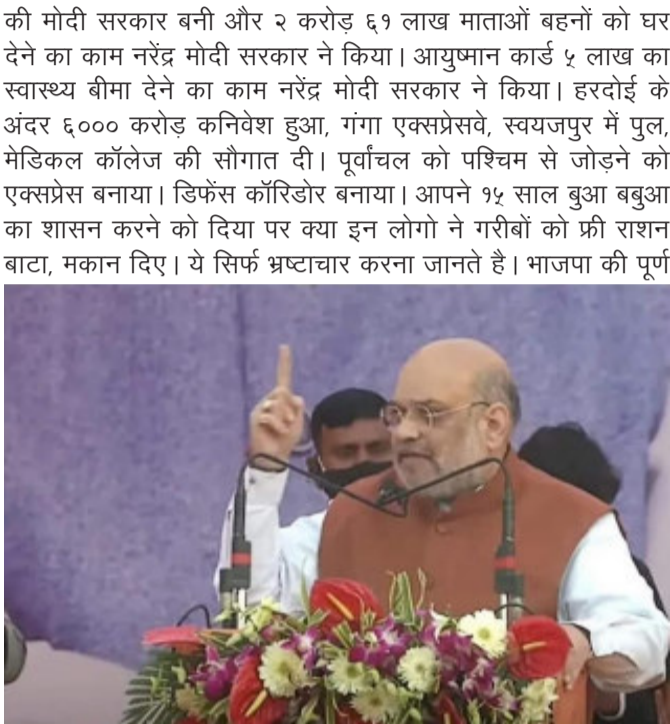 की मोदी सरकार बनी और २ करोड़ ६१ लाख माताओं बहनों को घर
देने का काम नरेंद्र मोदी सरकार ने किया। आयुष्मान कार्ड ५ लाख का
स्वास्थ्य बीमा देने का काम नरेंद्र मोदी सरकार ने किया। हरदोई के
अंदर ६००० करोड़ कनिवेश हुआ, गंगा एक्सप्रेसवे, स्वयजपुर में पुल,
मेडिकल कॉलेज की सौगात दी। पूर्वांचल को पश्चिम से जोड़ने को
एक्सप्रेस बनाया। डिफेंस कॉरिडोर बनाया। आपने १५ साल बुआ बबुआ
का शासन करने को दिया पर क्या इन लोगो ने गरीबों को फ्री राशन
बाटा, मकान दिए। ये सिर्फ भ्रष्टाचार करना जानते है। भाजपा की पूर्ण